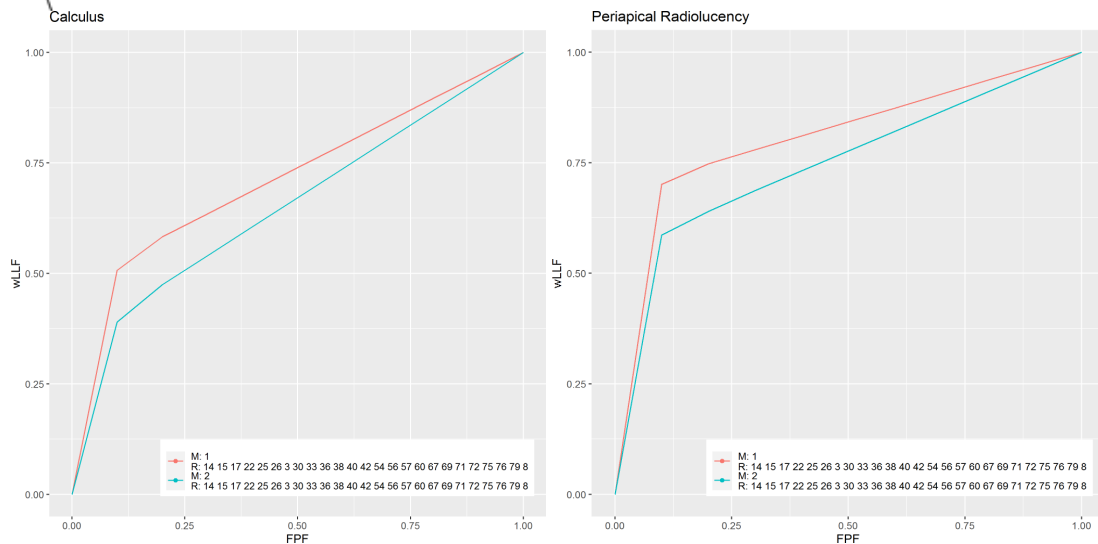 Calculus
1.00
0.75
0.50
0.25
0.00
wLLF
M: 1
R: 14 15 17 22 25 26 3 30 33 36 38 40 42 54 56 57 60 67 69 71 72 75 76 79 8
M: 2
R: 14 15 17 22 25 26 3 30 33 36 38 40 42 54 56 57 60 67 69 71 72 75 76 79 8
0.00 0.25 0.50 0.75 1.00
FPF
Periapical Radiolucency
1.00
0.75
0.50
0.25
0.00
wLLF
M: 1
R: 14 15 17 22 25 26 3 30 33 36 38 40 42 54 56 57 60 67 69 71 72 75 76 79 8
M: 2
R: 14 15 17 22 25 26 3 30 33 36 38 40 42 54 56 57 60 67 69 71 72 75 76 79 8
0.00 0.25 0.50 0.75 1.00
FPF